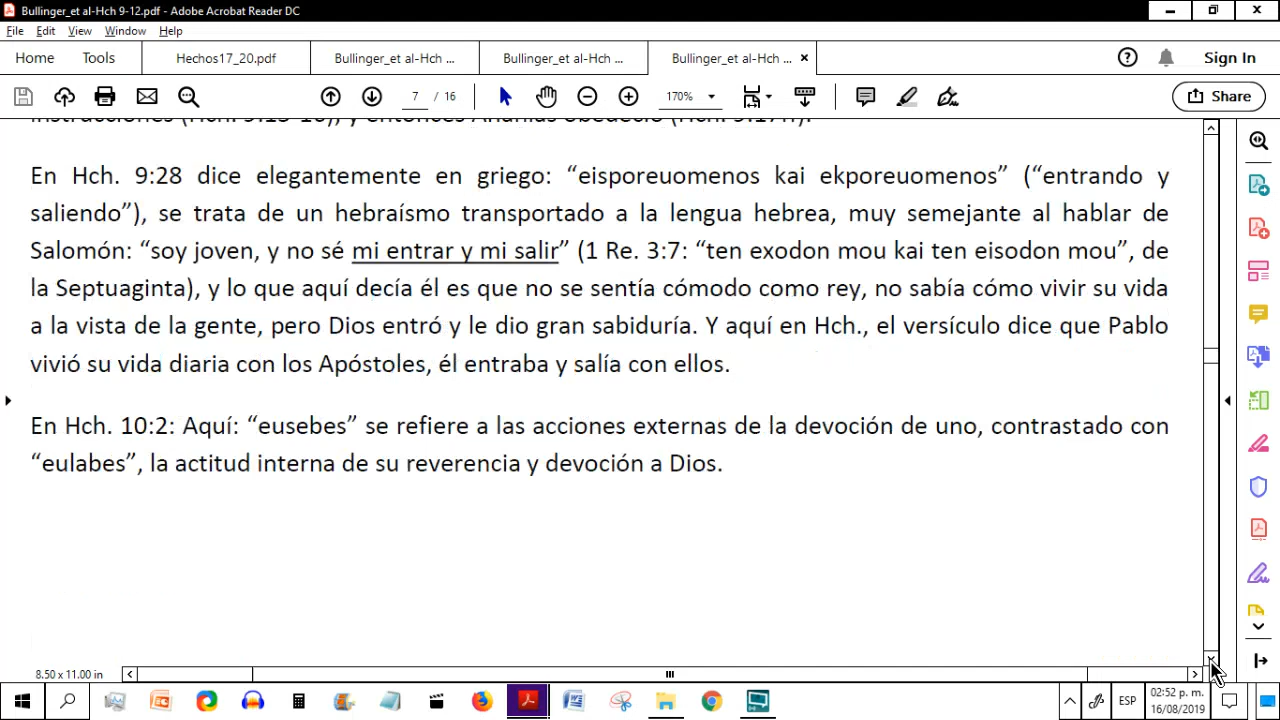 Bullinger_et al-Hch 9-12.pdf - Adobe Acrobat Reader DC
File Edit View Window Help
Home Tools Hechos17_20.pdf Bullinger_et al-Hch ... Bullinger_et al-Hch ... Bullinger_et al-Hch ... Sign In
7 / 16 170% Share
En Hch. 9:28 dice elegantemente en griego: “eisporeuomenos kai ekporeuomenos” (“entrando y
saliendo”), se trata de un hebraísmo transportado a la lengua hebrea, muy semejante al hablar de
Salomón: “soy joven, y no sé mi entrar y mi salir” (1 Re. 3:7: “ten exodon mou kai ten eisodon mou”, de
la Septuaginta), y lo que aquí decía él es que no se sentía cómodo como rey, no sabía cómo vivir su vida
a la vista de la gente, pero Dios entró y le dio gran sabiduría. Y aquí en Hch., el versículo dice que Pablo
vivió su vida diaria con los Apóstoles, él entraba y salía con ellos.
En Hch. 10:2: Aquí: “eusebes” se refiere a las acciones externas de la devoción de uno, contrastado con
“eulabes”, la actitud interna de su reverencia y devoción a Dios.
8.50 x 11.00 in
ESP 02:52 p. m.
16/08/2019